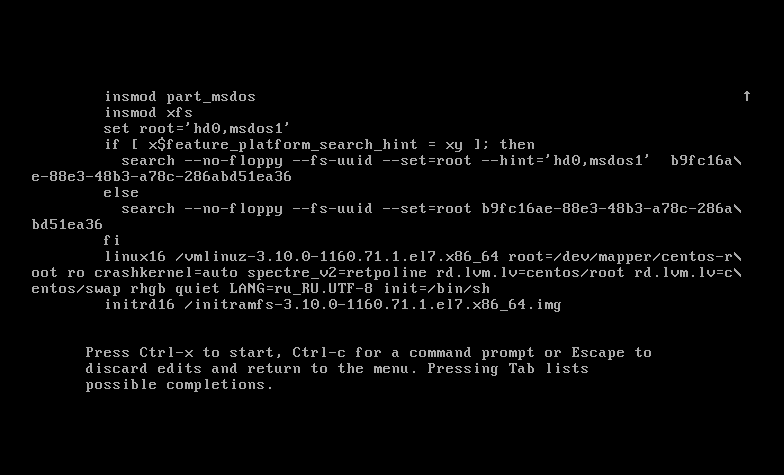 insmod part_msdos ↑
insmod xfs
set root='hd0,msdos1'
if [ x$feature_platform_search_hint = xy ]; then
search --no-floppy --fs-uuid --set=root --hint='hd0,msdos1'  b9fc16a\
e-88e3-48b3-a78c-286abd51ea36
else
search --no-floppy --fs-uuid --set=root b9fc16ae-88e3-48b3-a78c-286a\
bd51ea36
fi
linux16 /vmlinuz-3.10.0-1160.71.1.el7.x86_64 root=/dev/mapper/centos-r\
oot ro crashkernel=auto spectre_v2=retpoline rd.lvm.lv=centos/root rd.lvm.lv=c\
entos/swap rhgb quiet LANG=ru_RU.UTF-8 init=/bin/sh
initrd16 /initramfs-3.10.0-1160.71.1.el7.x86_64.img
Press Ctrl-x to start, Ctrl-c for a command prompt or Escape to
discard edits and return to the menu. Pressing Tab lists
possible completions.